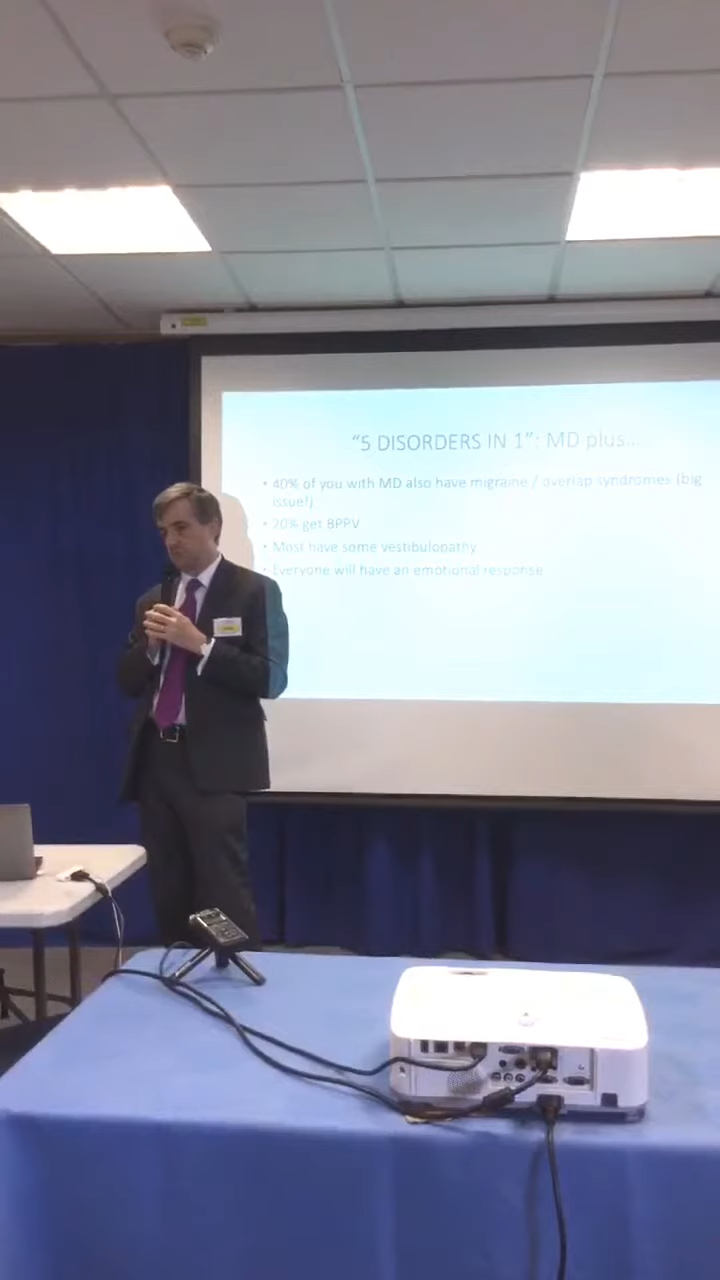 “5 DISORDERS IN 1”: MD plus...
• 40% of you with MD also have migraine / overlap syndromes (big
issue!)
• 20% get BPPV
• Most have some vestibulopathy
• Everyone will have an emotional response